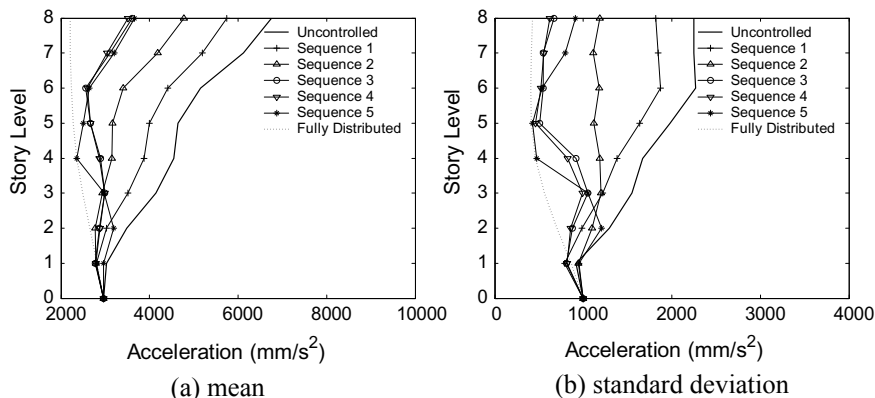 8
7
6
5
4
3
2
1
0
Story Level
2000 4000 6000 8000 10000
Acceleration (mm/s²)
Uncontrolled
Sequence 1
Sequence 2
Sequence 3
Sequence 4
Sequence 5
Fully Distributed
(a) mean
8
7
6
5
4
3
2
1
0
Story Level
0 1000 2000 3000 4000
Acceleration (mm/s²)
Uncontrolled
Sequence 1
Sequence 2
Sequence 3
Sequence 4
Sequence 5
Fully Distributed
(b) standard deviation